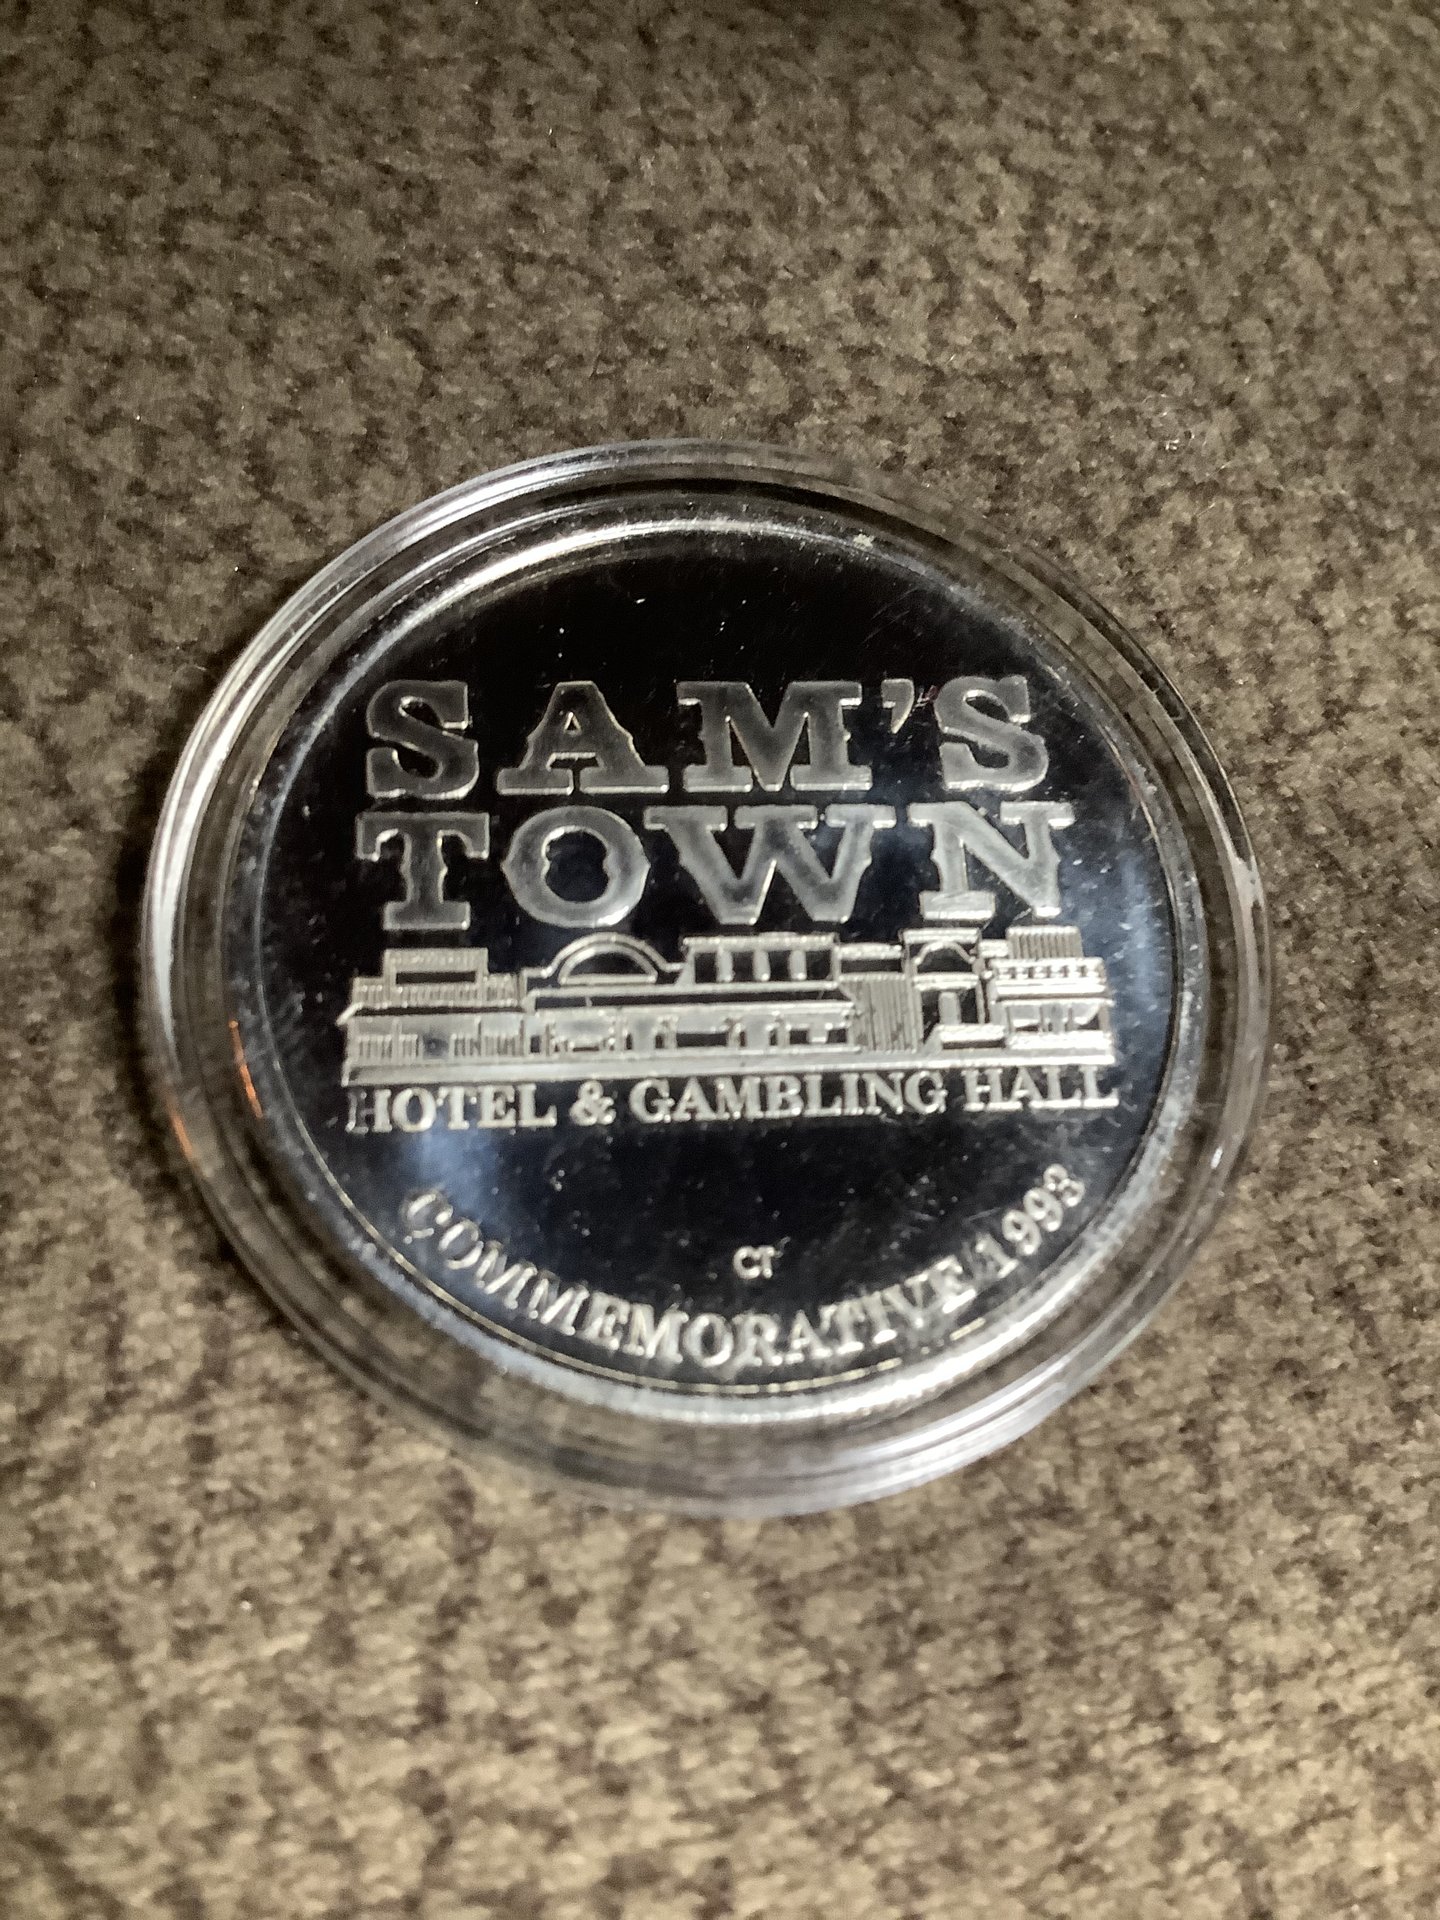 SAM'S
TOWN
HOTEL & GAMBLING HALL
CT
COMMEMORATIVE 1993